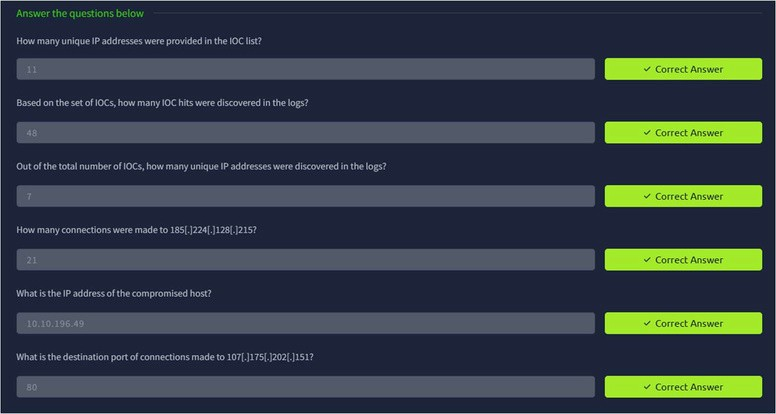 Answer the questions below
How many unique IP addresses were provided in the IOC list?
11
✓ Correct Answer
Based on the set of IOCs, how many IOC hits were discovered in the logs?
48
✓ Correct Answer
Out of the total number of IOCs, how many unique IP addresses were discovered in the logs?
7
✓ Correct Answer
How many connections were made to 185[.]224[.]128[.]215?
21
✓ Correct Answer
What is the IP address of the compromised host?
10.10.196.49
✓ Correct Answer
What is the destination port of connections made to 107[.]175[.]202[.]151?
80
✓ Correct Answer